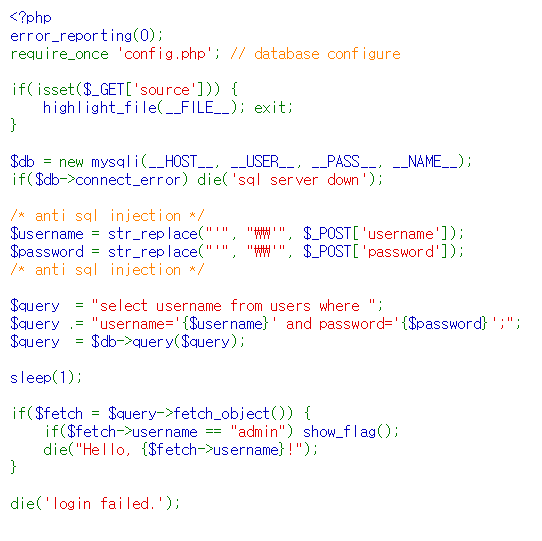 <?php
error_reporting(0);
require_once 'config.php'; // database configure

if(isset($_GET['source'])) {
    highlight_file(__FILE__); exit;
}

$db = new mysqli(__HOST__, __USER__, __PASS__, __NAME__);
if($db->connect_error) die('sql server down');

/* anti sql injection */
$username = str_replace("'", "₩₩'", $_POST['username']);
$password = str_replace("'", "₩₩'", $_POST['password']);
/* anti sql injection */

$query  = "select username from users where ";
$query .= "username='{$username}' and password='{$password}';";
$query  = $db->query($query);

sleep(1);

if($fetch = $query->fetch_object()) {
    if($fetch->username == "admin") show_flag();
    die("Hello, {$fetch->username}!");
}

die('login failed.');